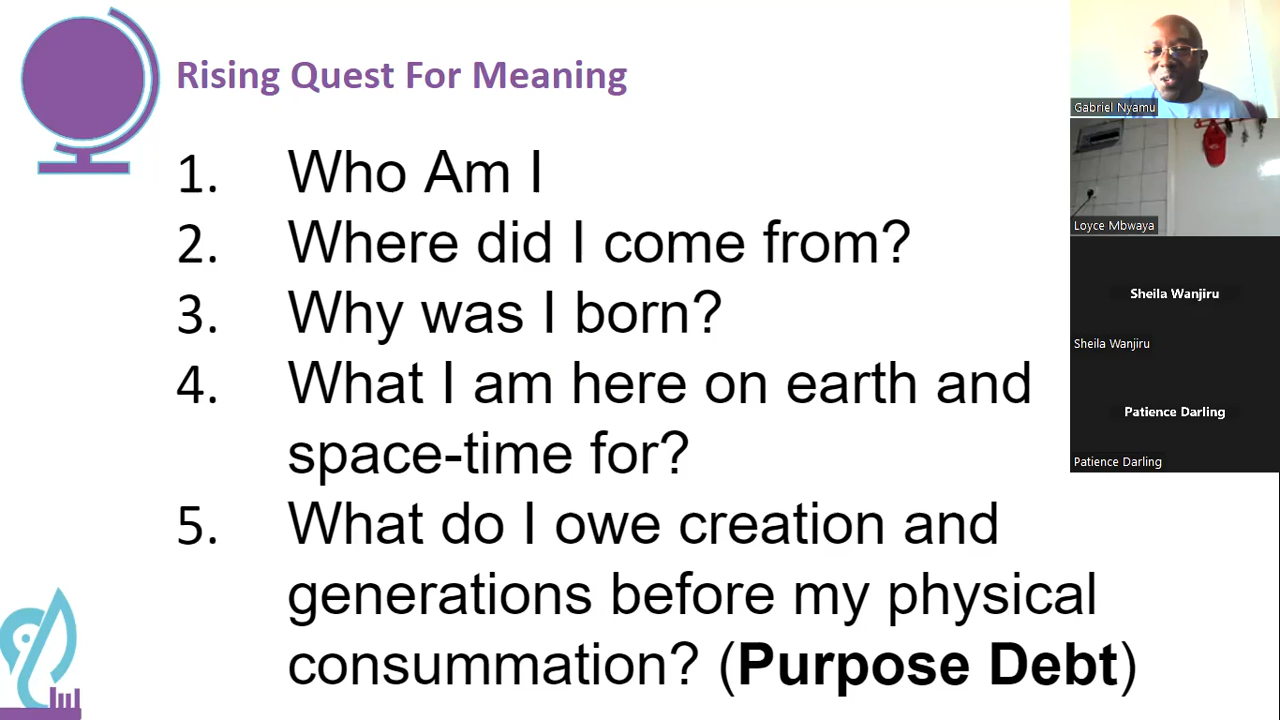 Rising Quest For Meaning
1. Who Am I
2. Where did I come from?
3. Why was I born?
4. What I am here on earth and
space-time for?
5. What do I owe creation and
generations before my physical
consummation? (Purpose Debt)
Gabriel Nyamu
Loyce Mbwaya
Sheila Wanjiru
Sheila Wanjiru
Patience Darling
Patience Darling